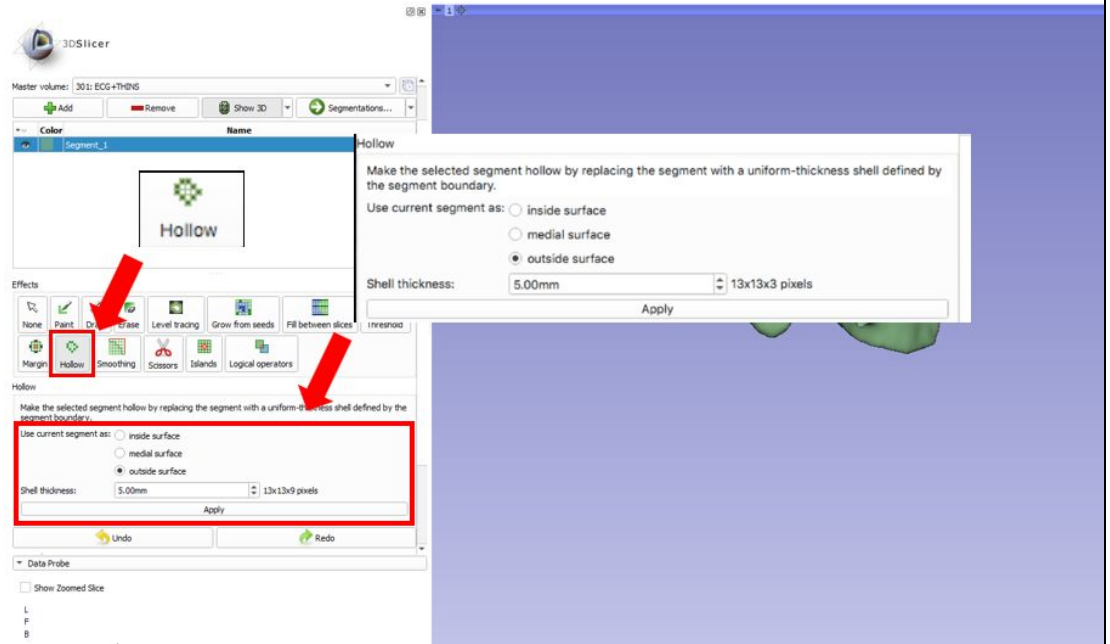 1
3DSlicer
Master volume: 301: ECG+THINS
Add Remove Show 3D Segmentations...
Color Name
Segment_1
Hollow
Hollow
Make the selected segment hollow by replacing the segment with a uniform-thickness shell defined by
the segment boundary.
Use current segment as: inside surface
medial surface
outside surface
Shell thickness: 5.00mm 13x13x3 pixels
Apply
Effects
None Paint Erase Level tracing Grow from seeds Fill between slices Threshold
Margin Hollow Smoothing Scissors Islands Logical operators
Hollow
Make the selected segment hollow by replacing the segment with a shell defined by the
segment boundary.
Use current segment as: inside surface
medial surface
outside surface
Shell thickness: 5.00mm 13x13x9 pixels
Apply
Undo Redo
Data Probe
Show Zoomed Slice
L
F
B